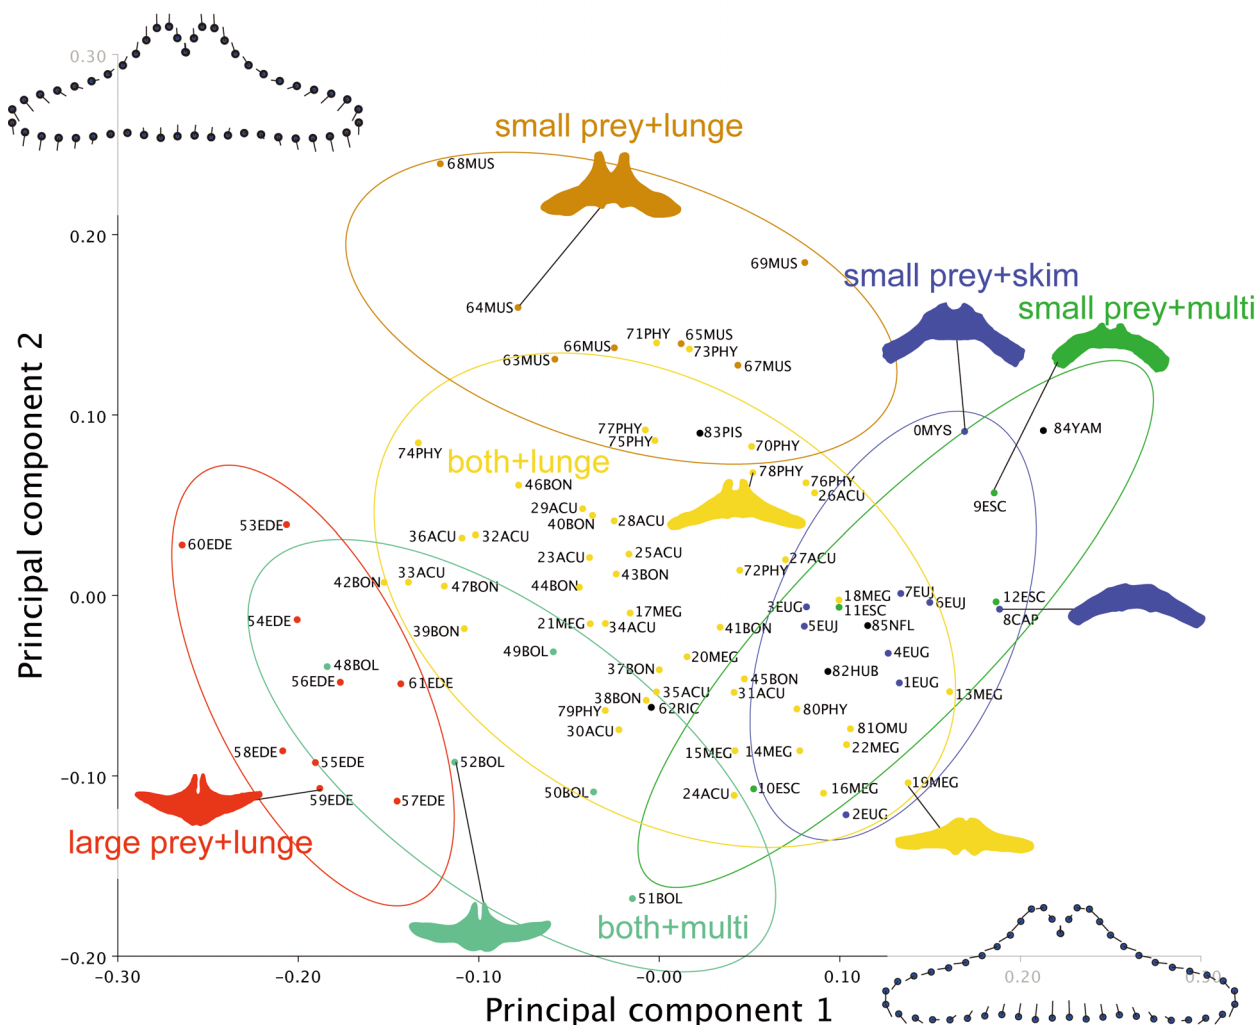 0.30
small prey+lunge
68MUS
0.20
69MUS
small prey+skim
64MUS
small prey+multi
71PHY
65MUS
66MUS
73PHY
63MUS
67MUS
Principal component 2
0.10
77PHY
83PIS
0MYS
84YAM
75PHY
70PHY
74PHY
both+lunge
78PHY
46BON
76PHY
26ACU
9ESC
29ACU
40BON
28ACU
53EDE
36ACU
32ACU
60EDE
23ACU
25ACU
27ACU
33ACU
43BON
72PHY
42BON
47BON
44BON
0.00
18MEG
7EUJ
6EUJ
12ESC
3EUG
11ESC
17MEG
8CAP
54EDE
39BON
21MEG
34ACU
41BON
5EUJ
85NFL
49BOL
20MEG
4EUG
48BOL
37BON
82HUB
56EDE
61EDE
45BON
1EUG
38BON
35ACU
31ACU
13MEG
62RIC
79PHY
80PHY
30ACU
81OMU
58EDE
15MEG
14MEG
22MEG
55EDE
52BOL
-0.10
19MEG
59EDE
57EDE
50BOL
24ACU
10ESC
16MEG
2EUG
large prey+lunge
51BOL
both+multi
-0.20
-0.30
-0.20
-0.10
-0.00
0.10
0.20
0.30
Principal component 1